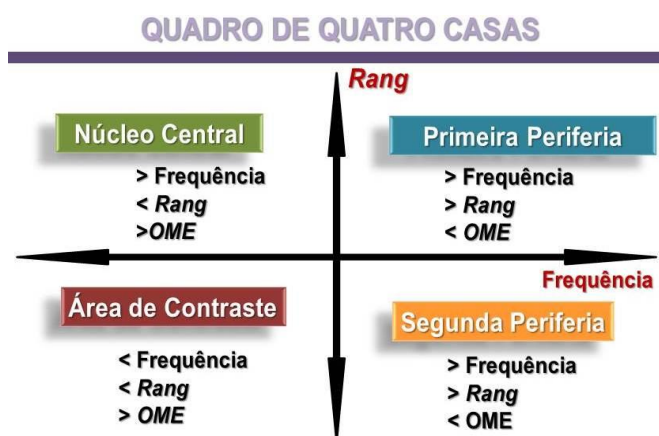 QUADRO DE QUATRO CASAS
Rang
Núcleo Central
> Frequência
< Rang
>OME
Primeira Periferia
> Frequência
> Rang
< OME
Frequência
Área de Contraste
< Frequência
< Rang
> OME
Segunda Periferia
> Frequência
> Rang
< OME